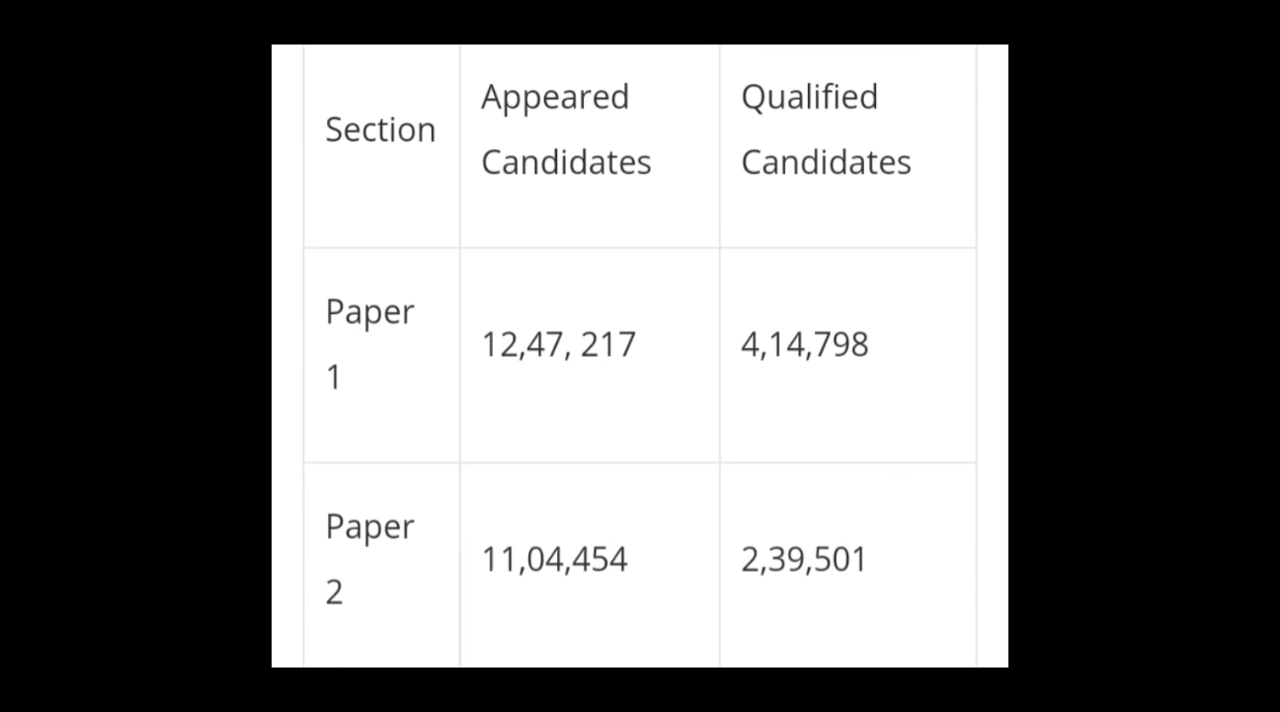 Section
Appeared
Candidates
Qualified
Candidates
Paper
1
12,47, 217
4,14,798
Paper
2
11,04,454
2,39,501